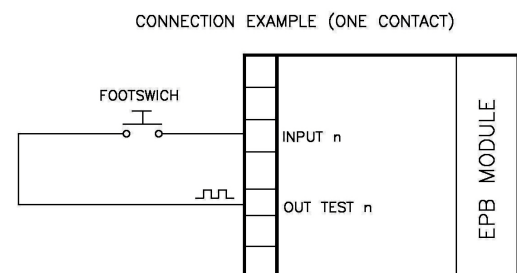 CONNECTION EXAMPLE (ONE CONTACT)
FOOTSWICH
INPUT n
OUT TEST n
EPB MODULE